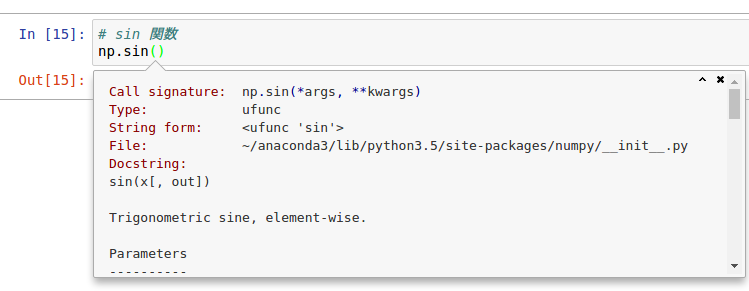 In [15]: # sin 関数
np.sin()
Out[15]:
Call signature: np.sin(*args, **kwargs)
Type: ufunc
String form: <ufunc 'sin'>
File: ~/anaconda3/lib/python3.5/site-packages/numpy/__init__.py
Docstring:
sin(x[, out])
Trigonometric sine, element-wise.
Parameters
----------